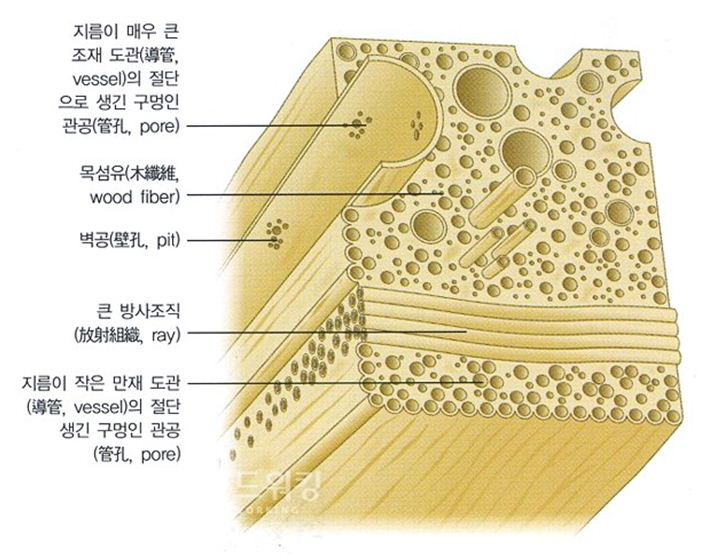 지름이 매우 큰
조재 도관(導管,
vessel)의 절단
으로 생긴 구멍인
관공(管孔, pore)
목섬유(木纖維,
wood fiber)
벽공(壁孔, pit)
큰 방사조직
(放射組織, ray)
지름이 작은 만재 도관
(導管, vessel)의 절단
생긴 구멍인 관공
(管孔, pore)
드워킹
ORKING